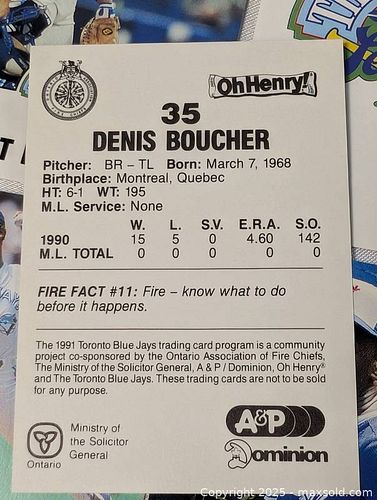 Oh Henry!
35
DENIS BOUCHER
Pitcher: BR – TL Born: March 7, 1968
Birthplace: Montreal, Quebec
HT: 6-1 WT: 195
M.L. Service: None
W. L. S.V. E.R.A. S.O.
1990 15 5 0 4.60 142
M.L. TOTAL 0 0 0 0 0
FIRE FACT #11: Fire – know what to do
before it happens.
The 1991 Toronto Blue Jays trading card program is a community
project co-sponsored by the Ontario Association of Fire Chiefs,
The Ministry of the Solicitor General, A & P / Dominion, Oh Henry®
and The Toronto Blue Jays. These trading cards are not to be sold
for any purpose.
Ontario
Ministry of
the Solicitor
General
A&P
Dominion
Copyright 2025 - maxsold.com